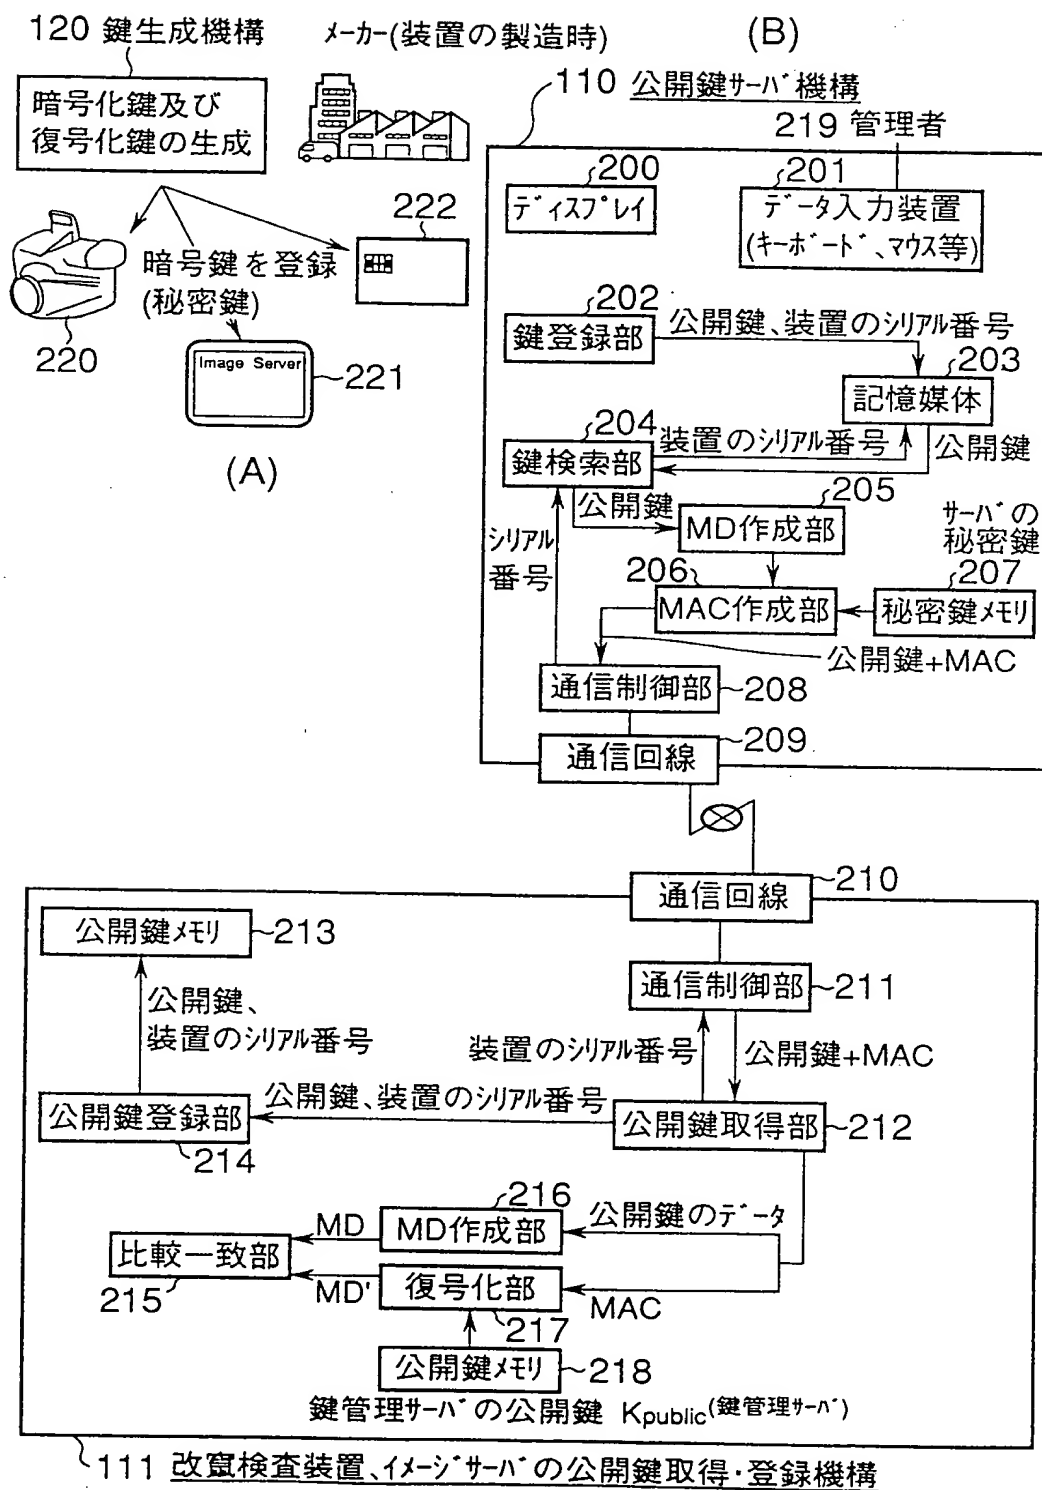 120 鍵生成機構
メーカー(装置の製造時)
暗号化鍵及び
復号化鍵の生成
222
暗号鍵を登録
(秘密鍵)
220
Image Server
221
(A)
(B)
110 公開鍵サーバ機構
219 管理者
200
ディスプレイ
201
データ入力装置
(キーボード、マウス等)
202
鍵登録部
公開鍵、装置のシリアル番号
203
記憶媒体
204
鍵検索部
装置のシリアル番号
公開鍵
公開鍵
205
MD作成部
シリアル
番号
サーバの
秘密鍵
206
MAC作成部
207
秘密鍵メモリ
公開鍵+MAC
通信制御部
208
209
通信回線
210
通信回線
公開鍵メモリ
213
通信制御部
211
公開鍵、
装置のシリアル番号
装置のシリアル番号
公開鍵+MAC
公開鍵、装置のシリアル番号
公開鍵登録部
214
公開鍵取得部
212
216
MD作成部
公開鍵のデータ
MD
比較一致部
215
MD'
復号化部
217
MAC
公開鍵メモリ
218
鍵管理サーバの公開鍵 Kpublic(鍵管理サーバ)
111 改竄検査装置、イメージサーバの公開鍵取得・登録機構